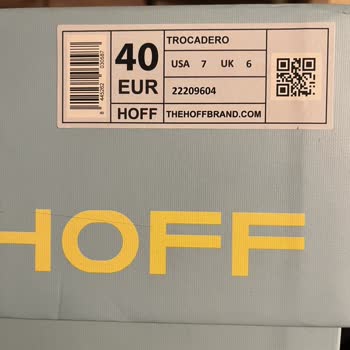 40
EUR
HOFF
TROCADERO
USA 7 UK 6
22209604
THEHOFFBRAND.COM
HOFF